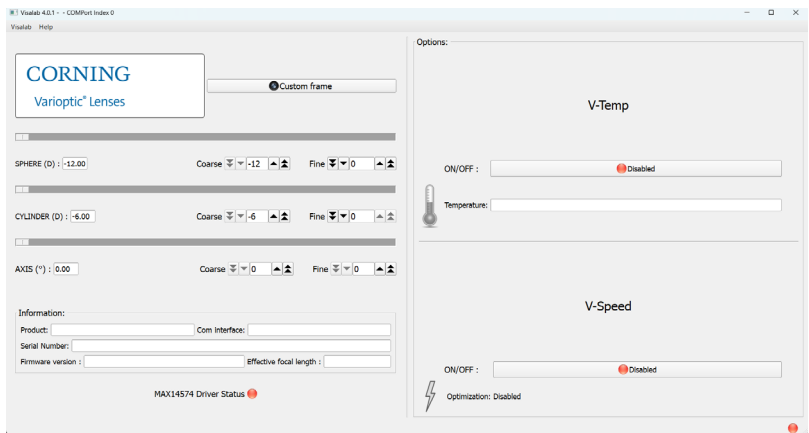 Visalab 4.0.1 - - COMPort Index 0
Visalab Help
CORNING
Varioptic® Lenses
S Custom frame
SPHERE (D) : -12.00 Coarse -12 Fine 0
CYLINDER (D) : -6.00 Coarse -6 Fine 0
AXIS (°) : 0.00 Coarse 0 Fine 0
Information:
Product: Com interface:
Serial Number:
Firmware version : Effective focal length :
MAX14574 Driver Status
Options:
V-Temp
ON/OFF : Disabled
Temperature:
V-Speed
ON/OFF : Disabled
Optimization: Disabled